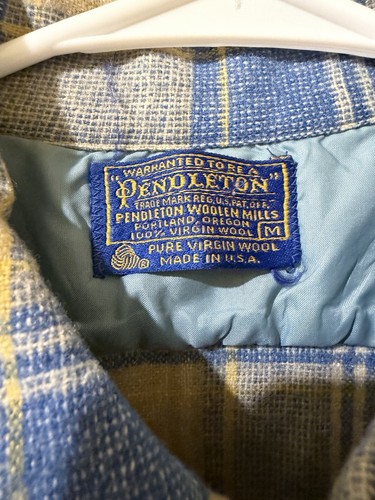 WARRANTED TO BE A
"PENDLETON"
TRADE MARK REG. U.S. PAT. OFF.
PENDLETON WOOLEN MILLS
PORTLAND, OREGON
100% VIRGIN WOOL M
PURE VIRGIN WOOL
® MADE IN U.S.A.